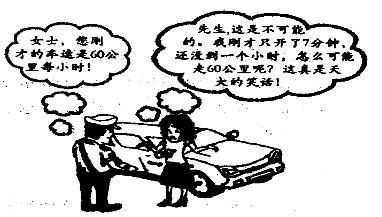 女士，您刚
才的车速是60公
里每小时！
先生,这是不可能
的。我刚才只开了7分钟,
还没到一个小时，怎么可能
走60公里呢？这真是天
大的笑话！